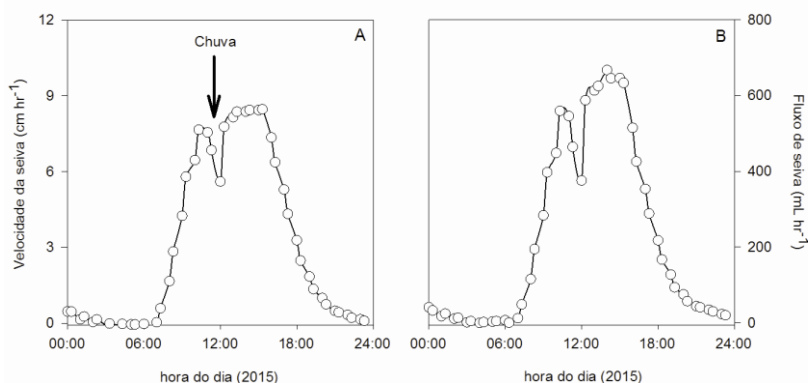 12
9
6
3
0
Velocidade da seiva (cm hr-1)
Chuva
A
00:00 06:00 12:00 18:00 24:00
hora do dia (2015)
B
800
600
400
200
0
Fluxo de seiva (mL hr-1)
00:00 06:00 12:00 18:00 24:00
hora do dia (2015)